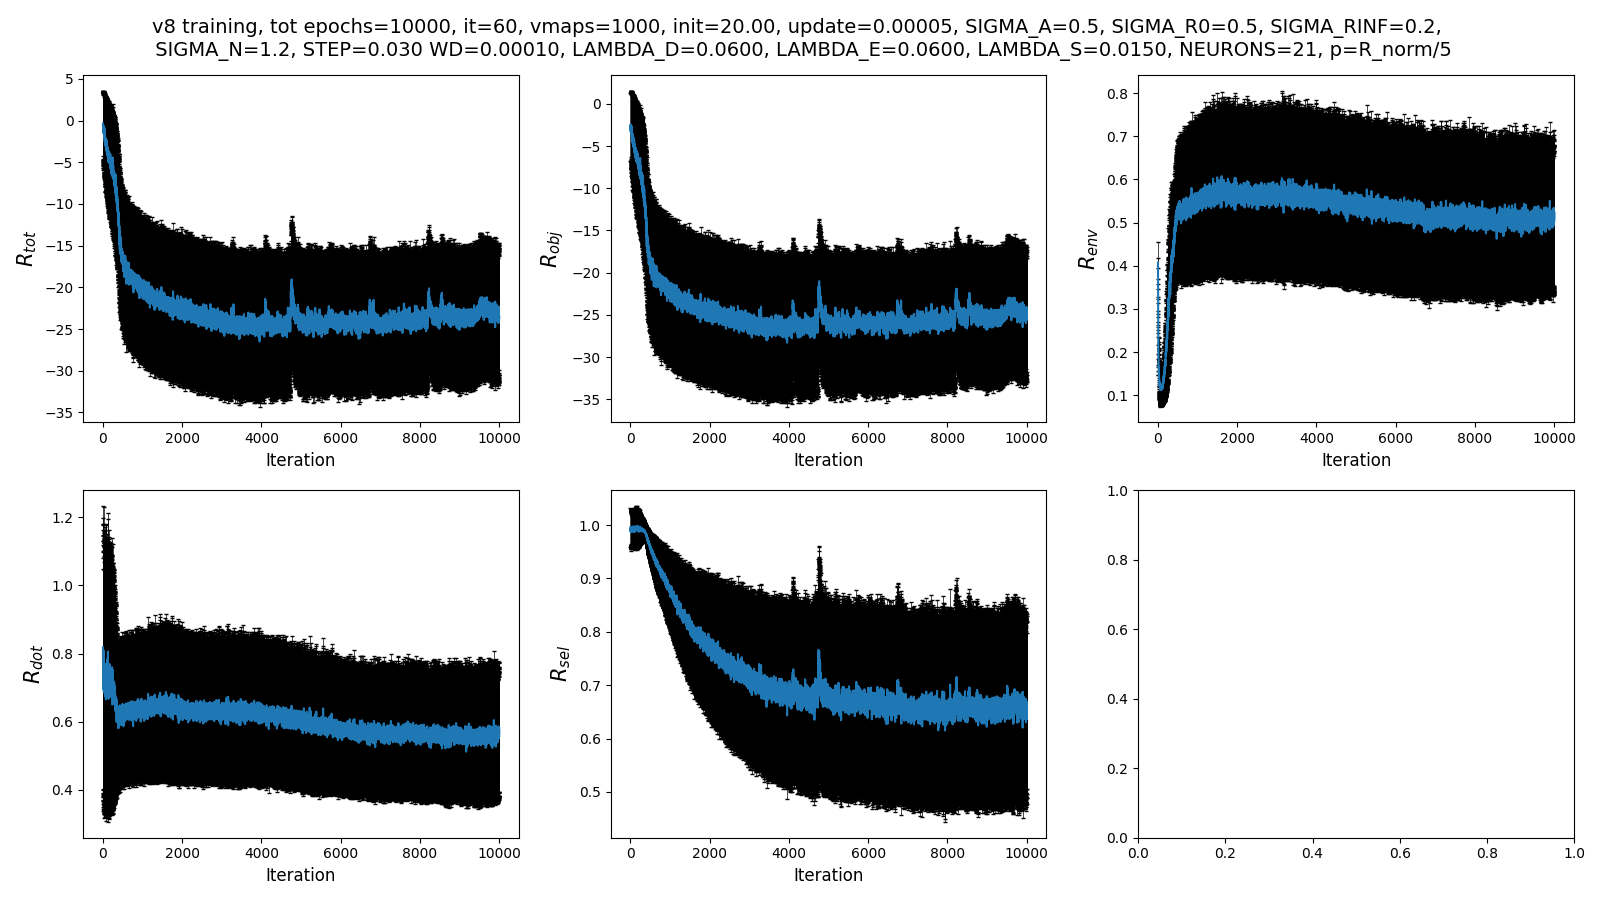 v8 training, tot epochs=10000, it=60, vmaps=1000, init=20.00, update=0.00005, SIGMA_A=0.5, SIGMA_R0=0.5, SIGMA_RINF=0.2,
SIGMA_N=1.2, STEP=0.030 WD=0.00010, LAMBDA_D=0.0600, LAMBDA_E=0.0600, LAMBDA_S=0.0150, NEURONS=21, p=R_norm/5
5
0
−5
−10
−15
−20
−25
−30
−35
R_tot
0 2000 4000 6000 8000 10000
Iteration
0
−5
−10
−15
−20
−25
−30
−35
R_obj
0 2000 4000 6000 8000 10000
Iteration
0.8
0.7
0.6
0.5
0.4
0.3
0.2
0.1
R_env
0 2000 4000 6000 8000 10000
Iteration
1.2
1.0
0.8
0.6
0.4
R_dot
0 2000 4000 6000 8000 10000
Iteration
1.0
0.9
0.8
0.7
0.6
0.5
R_sel
0 2000 4000 6000 8000 10000
Iteration
1.0
0.8
0.6
0.4
0.2
0.0
0.0 0.2 0.4 0.6 0.8 1.0